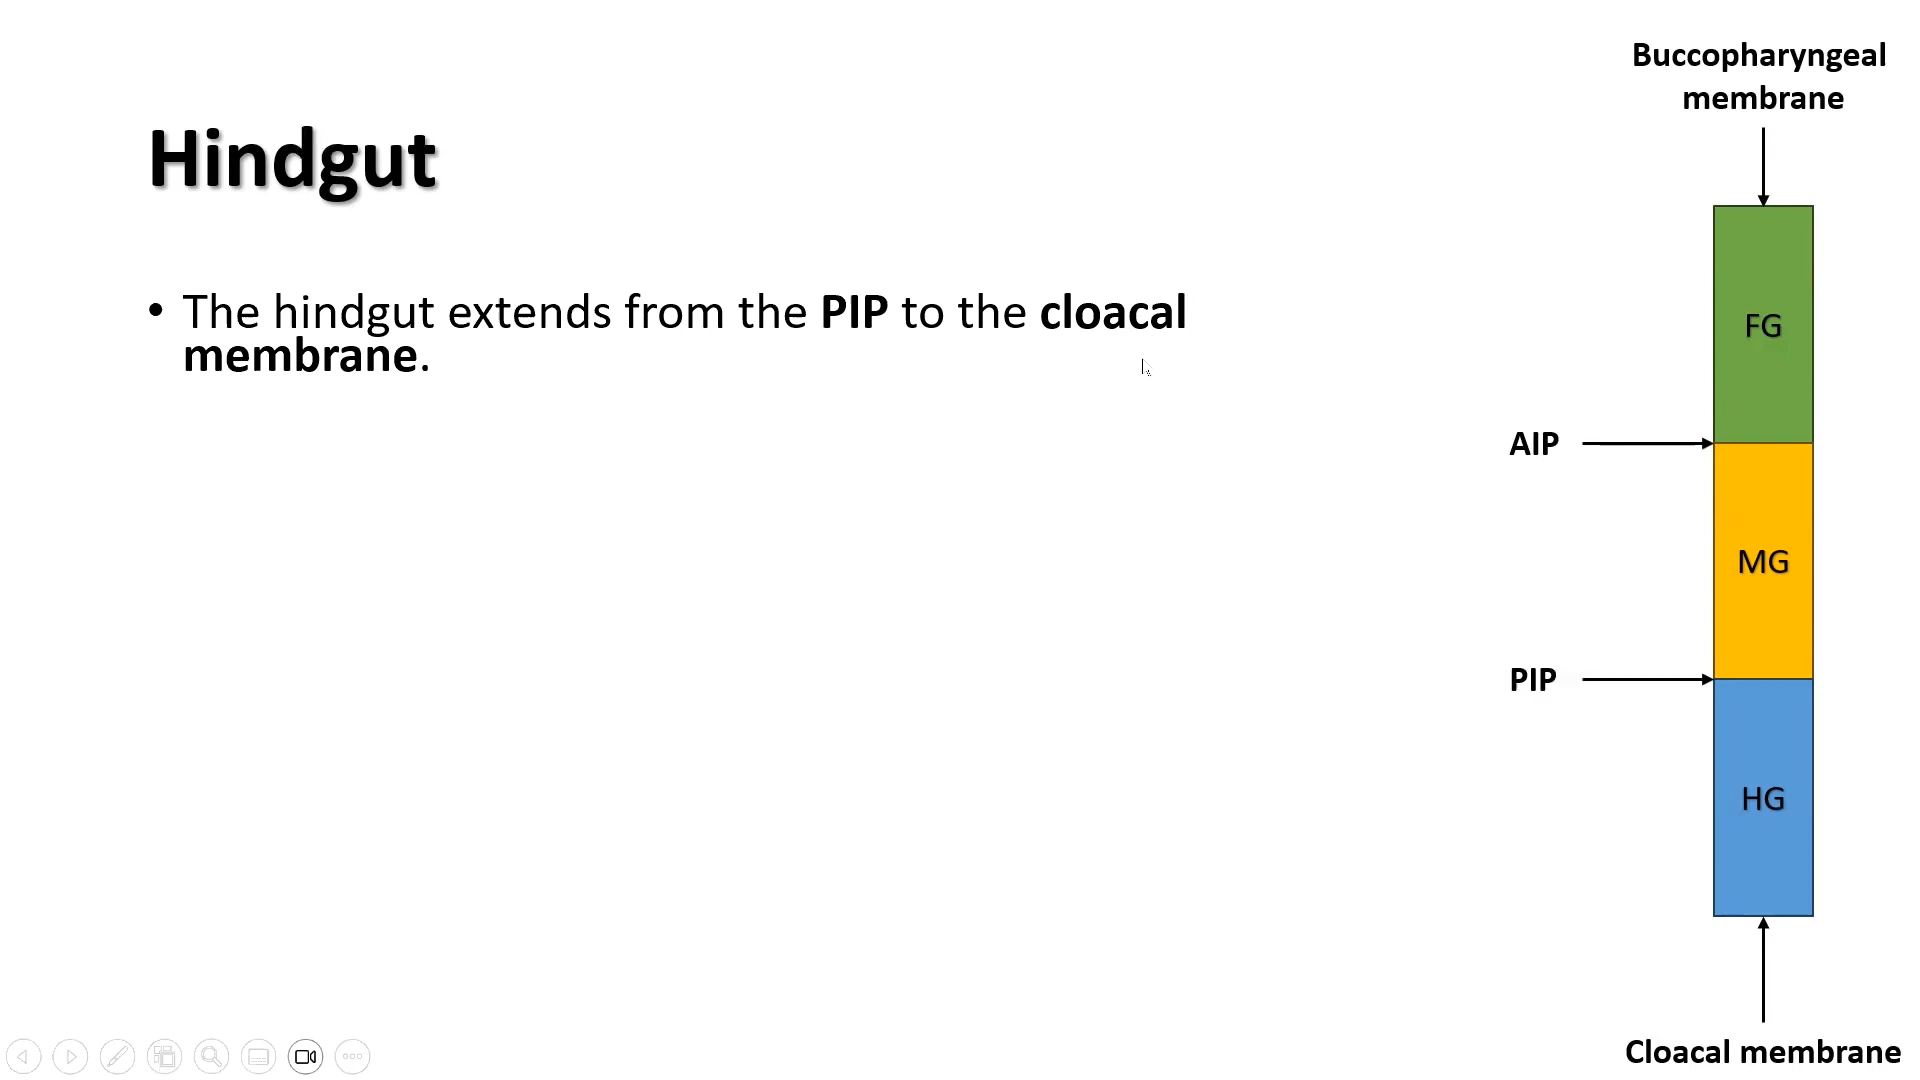 Hindgut
• The hindgut extends from the PIP to the cloacal
membrane.
Buccopharyngeal
membrane
FG
AIP
MG
PIP
HG
Cloacal membrane